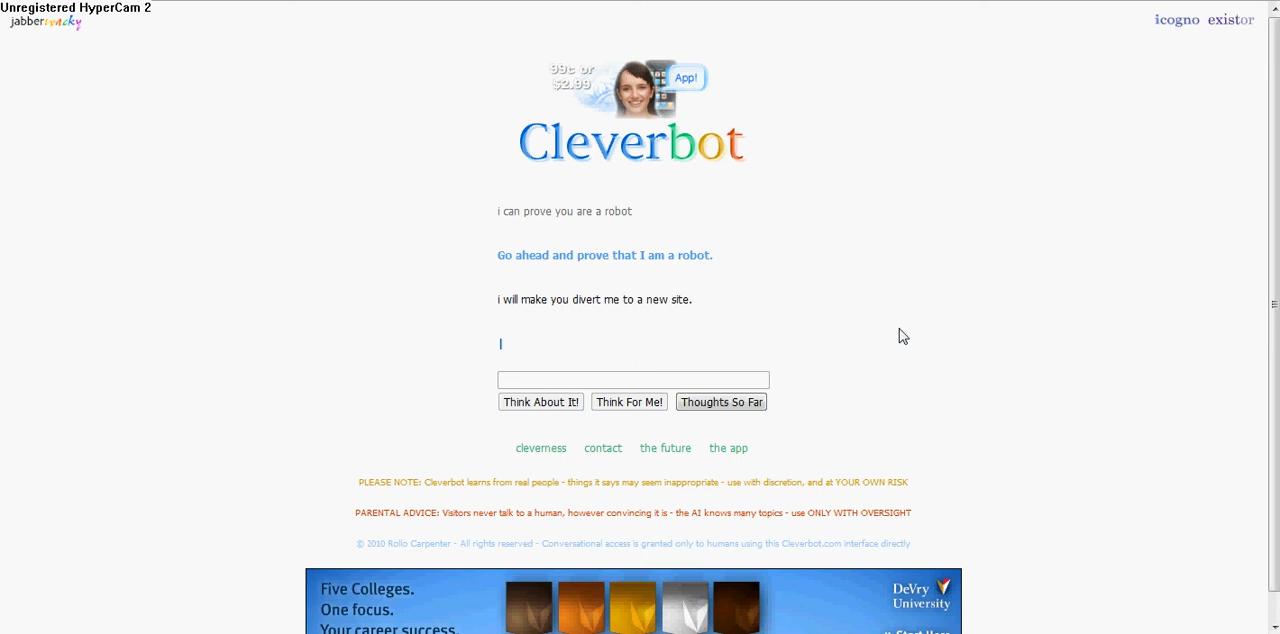 Unregistered HyperCam 2
jabberwacky
icogno existor
99¢ or
$2.99
App!
Cleverbot
i can prove you are a robot
Go ahead and prove that I am a robot.
i will make you divert me to a new site.
Think About It! Think For Me! Thoughts So Far
cleverness contact the future the app
PLEASE NOTE: Cleverbot learns from real people - things it says may seem inappropriate - use with discretion, and at YOUR OWN RISK
PARENTAL ADVICE: Visitors never talk to a human, however convincing it is - the AI knows many topics - use ONLY WITH OVERSIGHT
© 2010 Rollo Carpenter - All rights reserved - Conversational access is granted only to humans using this Cleverbot.com interface directly
Five Colleges.
One focus.
Your career success.
DeVry
University
Start Here